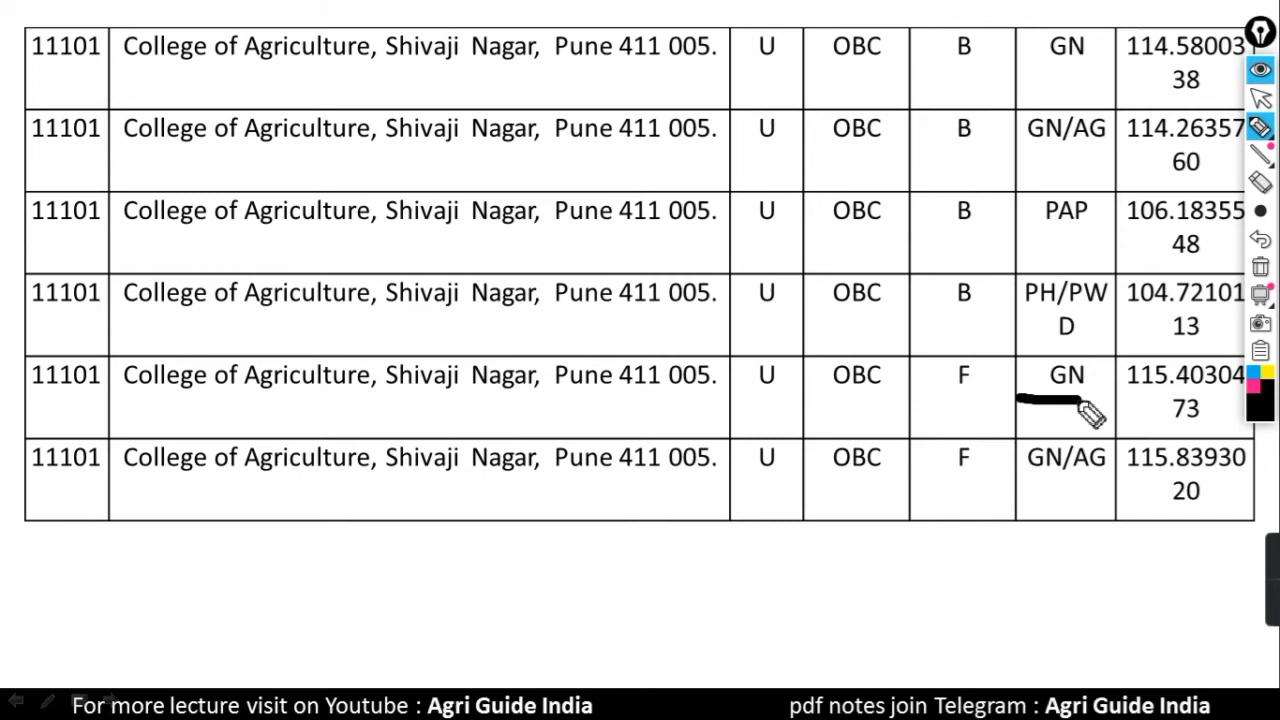 11101 College of Agriculture, Shivaji Nagar, Pune 411 005. U OBC B GN 114.58003
38
11101 College of Agriculture, Shivaji Nagar, Pune 411 005. U OBC B GN/AG 114.26357
60
11101 College of Agriculture, Shivaji Nagar, Pune 411 005. U OBC B PAP 106.18355
48
11101 College of Agriculture, Shivaji Nagar, Pune 411 005. U OBC B PH/PW 104.72101
D 13
11101 College of Agriculture, Shivaji Nagar, Pune 411 005. U OBC F GN 115.40304
73
11101 College of Agriculture, Shivaji Nagar, Pune 411 005. U OBC F GN/AG 115.83930
20
For more lecture visit on Youtube : Agri Guide India pdf notes join Telegram : Agri Guide India